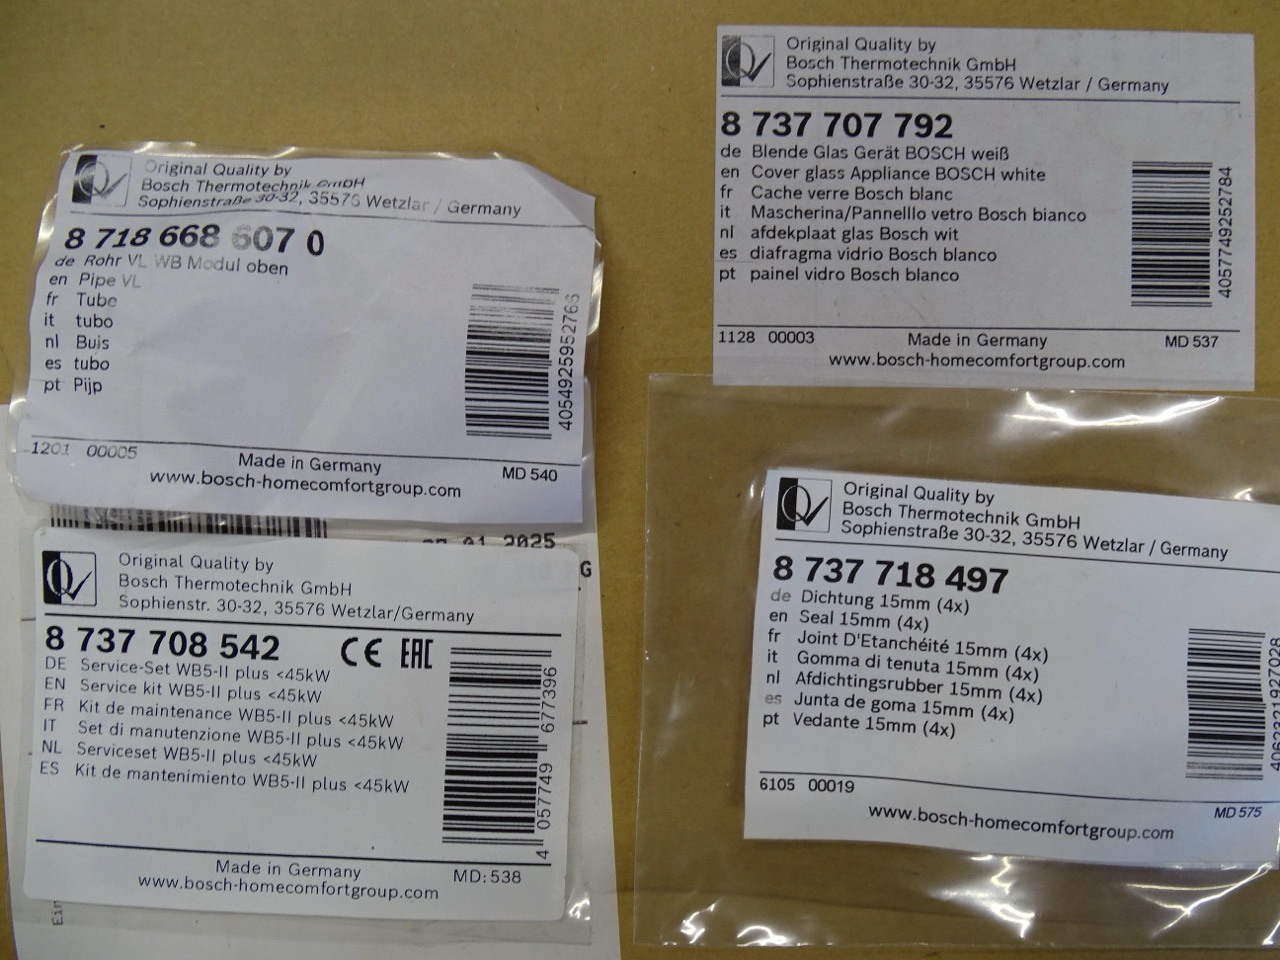 Original Quality by
Bosch Thermotechnik GmbH
Sophienstraße 30-32, 35576 Wetzlar / Germany
8 718 668 607 0
de Rohr VL WB Modul oben
en Pipe VL
fr Tube
it tubo
nl Buis
es tubo
pt Pijp
4054925952766
1201 00005
Made in Germany
MD 540
www.bosch-homecomfortgroup.com
01 2025
G
Original Quality by
Bosch Thermotechnik GmbH
Sophienstr. 30-32, 35576 Wetzlar/Germany
8 737 708 542
CE EAC
DE Service-Set WB5-II plus <45kW
EN Service kit WB5-II plus <45kW
FR Kit de maintenance WB5-II plus <45kW
IT Set di manutenzione WB5-II plus <45kW
NL Serviceset WB5-II plus <45kW
ES Kit de mantenimiento WB5-II plus <45kW
4 057749 677396
Made in Germany
MD:538
www.bosch-homecomfortgroup.com
Original Quality by
Bosch Thermotechnik GmbH
Sophienstraße 30-32, 35576 Wetzlar / Germany
8 737 707 792
de Blende Glas Gerät BOSCH weiß
en Cover glass Appliance BOSCH white
fr Cache verre Bosch blanc
it Mascherina/Pannelllo vetro Bosch bianco
nl afdekplaat glas Bosch wit
es diafragma vidrio Bosch blanco
pt painel vidro Bosch blanco
4057749252784
1128 00003
Made in Germany
MD 537
www.bosch-homecomfortgroup.com
Original Quality by
Bosch Thermotechnik GmbH
Sophienstraße 30-32, 35576 Wetzlar / Germany
8 737 718 497
de Dichtung 15mm (4x)
en Seal 15mm (4x)
fr Joint D'Etanchéité 15mm (4x)
it Gomma di tenuta 15mm (4x)
nl Afdichtingsrubber 15mm (4x)
es Junta de goma 15mm (4x)
pt Vedante 15mm (4x)
6105 00019
MD 575
www.bosch-homecomfortgroup.com